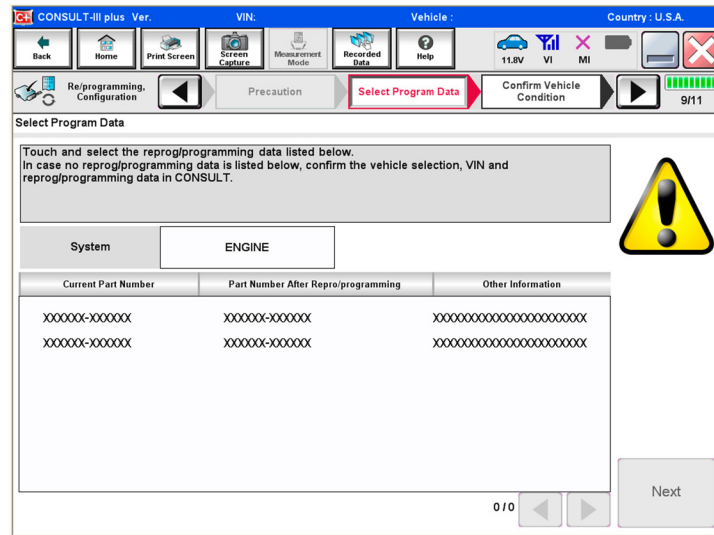 C+ CONSULT-III plus Ver. VIN: Vehicle : Country : U.S.A.
Back
Home
Print Screen
Screen Capture
Measurement Mode
Recorded Data
Help
11.8V VI MI
Re/programming, Configuration
Precaution
Select Program Data
Confirm Vehicle Condition
9/11
Select Program Data
Touch and select the reprog/programming data listed below.
In case no reprog/programming data is listed below, confirm the vehicle selection, VIN and
reprog/programming data in CONSULT.
System ENGINE
Current Part Number Part Number After Repro/programming Other Information
XXXXXX-XXXXXX XXXXXX-XXXXXX XXXXXXXXXXXXXXXXXXXXXXX
XXXXXX-XXXXXX XXXXXX-XXXXXX XXXXXXXXXXXXXXXXXXXXXXX
Next
0/0